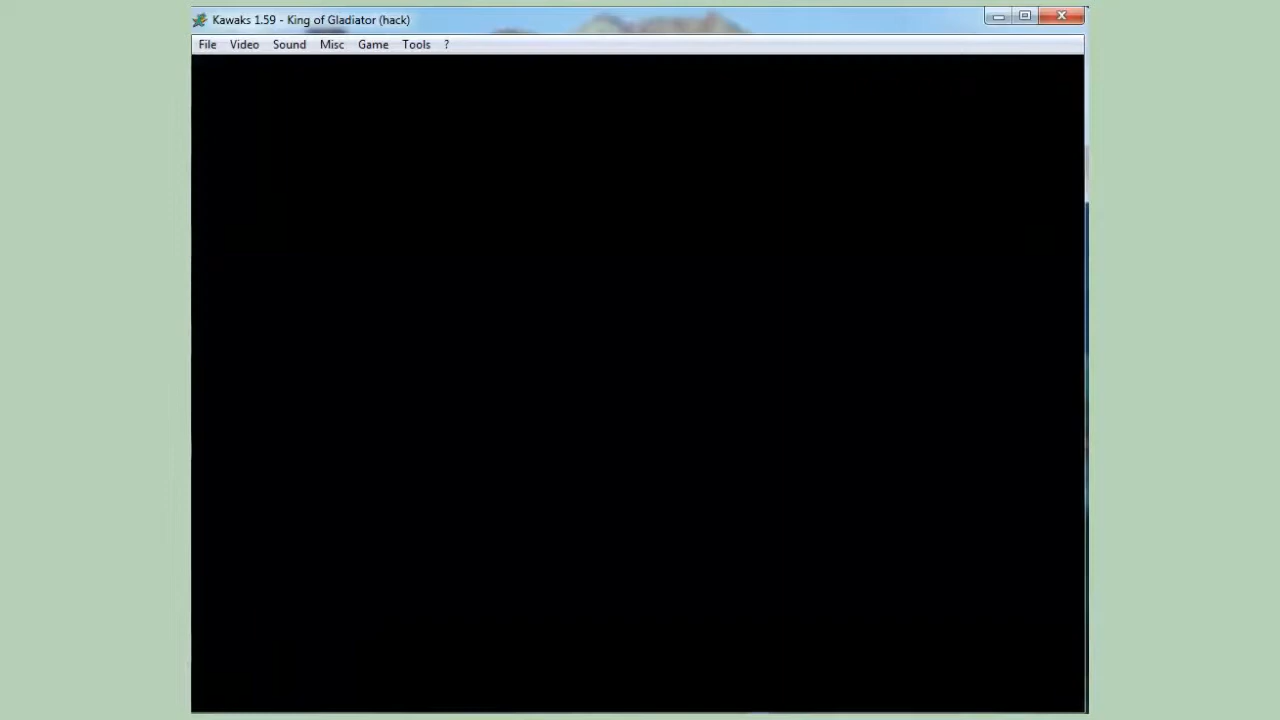 Kawaks 1.59 - King of Gladiator (hack)
File Video Sound Misc Game Tools ?